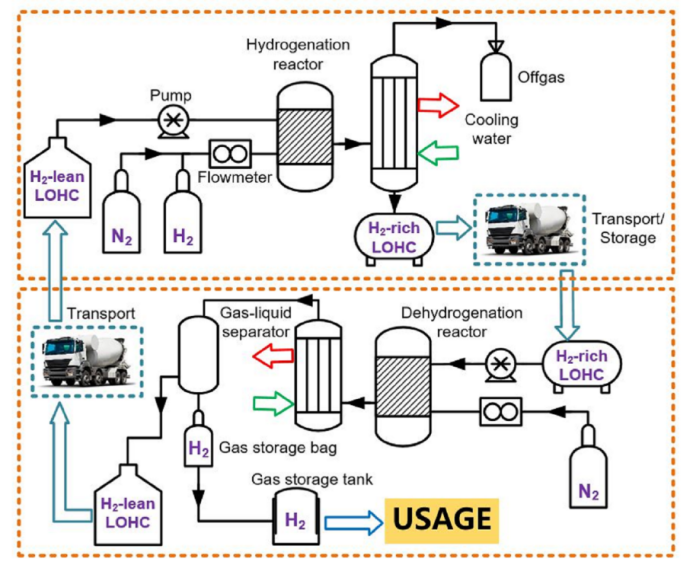 Hydrogenation
reactor
Pump
Offgas
Cooling
water
H₂-lean
LOHC
Flowmeter
N₂
H₂
H₂-rich
LOHC
Transport/
Storage
Transport
Gas-liquid
separator
Dehydrogenation
reactor
H₂-rich
LOHC
H₂
Gas storage bag
Gas storage tank
H₂-lean
LOHC
H₂
USAGE
N₂